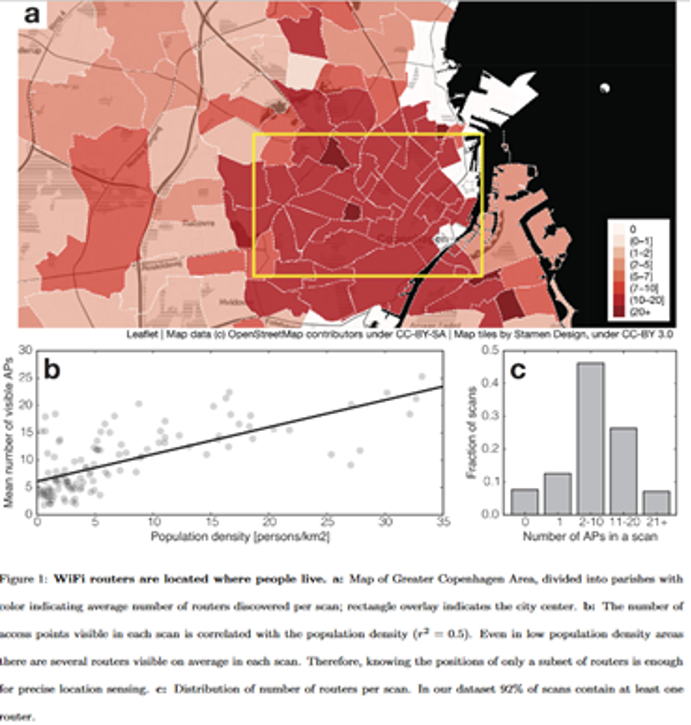 a
0
(0–1]
(1–2]
(2–5]
(5–7]
(7–10]
(10–20]
(20+
Leaflet | Map data (c) OpenStreetMap contributors under CC-BY-SA | Map tiles by Stamen Design, under CC-BY 3.0
b
Mean number of visible APs
30
25
20
15
10
5
0
0 5 10 15 20 25 30 35
Population density [persons/km2]
c
Fraction of scans
0.5
0.4
0.3
0.2
0.1
0.0
0 1 2-10 11-20 21+
Number of APs in a scan
Figure 1: WiFi routers are located where people live. a: Map of Greater Copenhagen Area, divided into parishes with
color indicating average number of routers discovered per scan; rectangle overlay indicates the city center. b: The number of
access points visible in each scan is correlated with the population density (r² = 0.5). Even in low population density areas
there are several routers visible on average in each scan. Therefore, knowing the positions of only a subset of routers is enough
for precise location sensing. c: Distribution of number of routers per scan. In our dataset 92% of scans contain at least one
router.